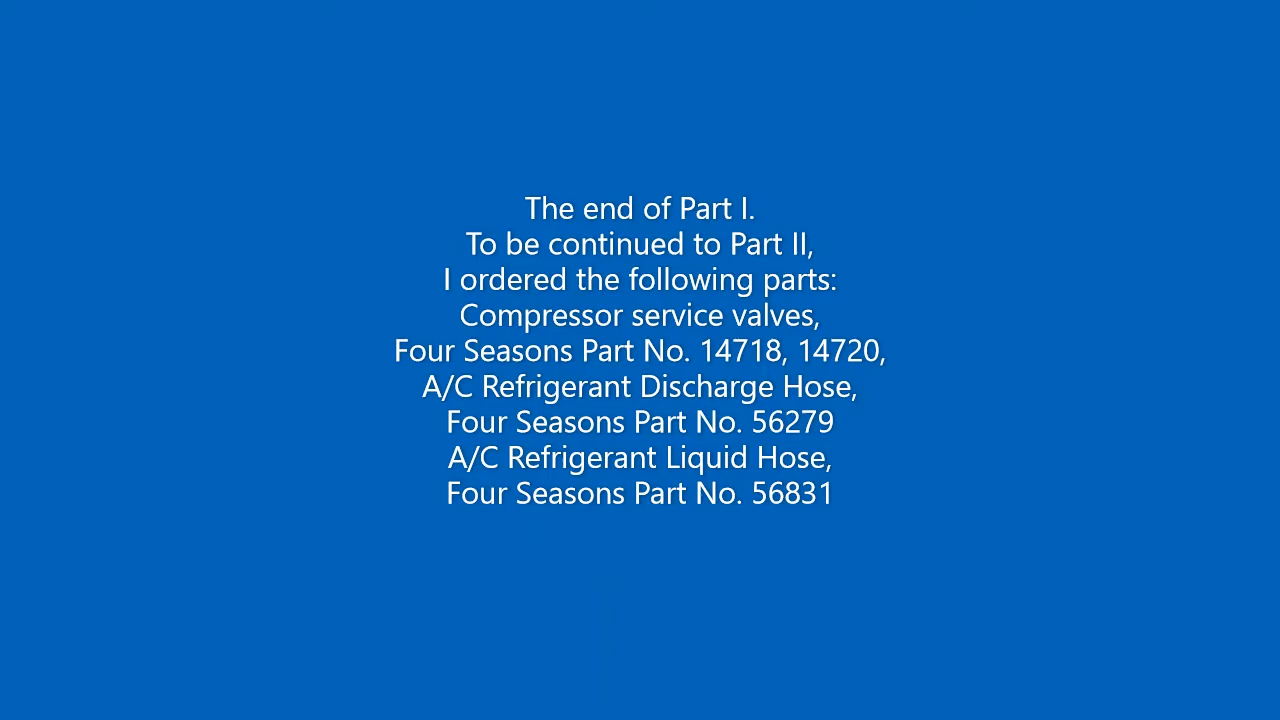 The end of Part I.
To be continued to Part II,
I ordered the following parts:
Compressor service valves,
Four Seasons Part No. 14718, 14720,
A/C Refrigerant Discharge Hose,
Four Seasons Part No. 56279
A/C Refrigerant Liquid Hose,
Four Seasons Part No. 56831